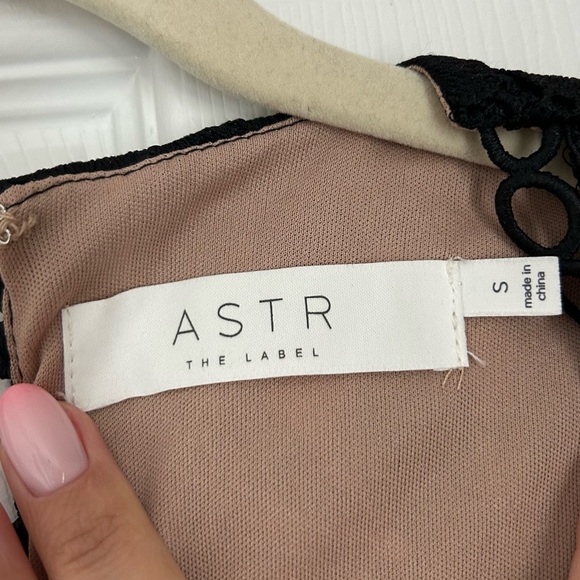 ASTR
THE LABEL
S
made in
china